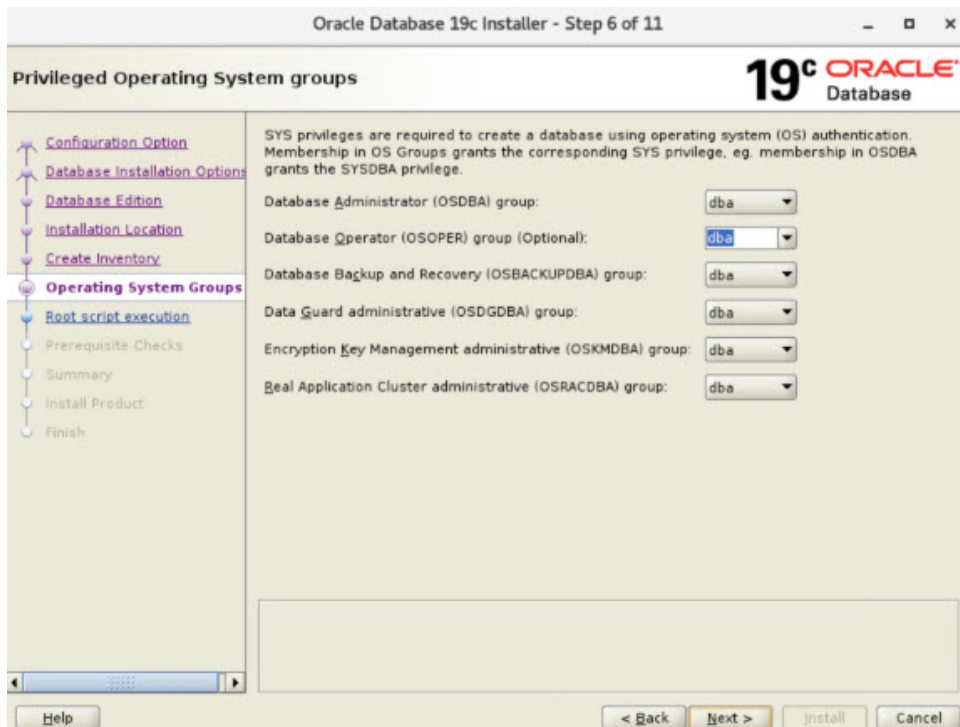 Oracle Database 19c Installer - Step 6 of 11
Privileged Operating System groups
19c ORACLE
Database
Configuration Option
Database Installation Options
Database Edition
Installation Location
Create Inventory
Operating System Groups
Root script execution
Prerequisite Checks
Summary
Install Product
Finish
SYS privileges are required to create a database using operating system (OS) authentication.
Membership in OS Groups grants the corresponding SYS privilege, eg. membership in OSDBA
grants the SYSDBA privilege.
Database Administrator (OSDBA) group: dba
Database Operator (OSOPER) group (Optional): dba
Database Backup and Recovery (OSBACKUPDBA) group: dba
Data Guard administrative (OSDGDBA) group: dba
Encryption Key Management administrative (OSKMDBA) group: dba
Real Application Cluster administrative (OSRACDBA) group: dba
Help < Back Next > Install Cancel